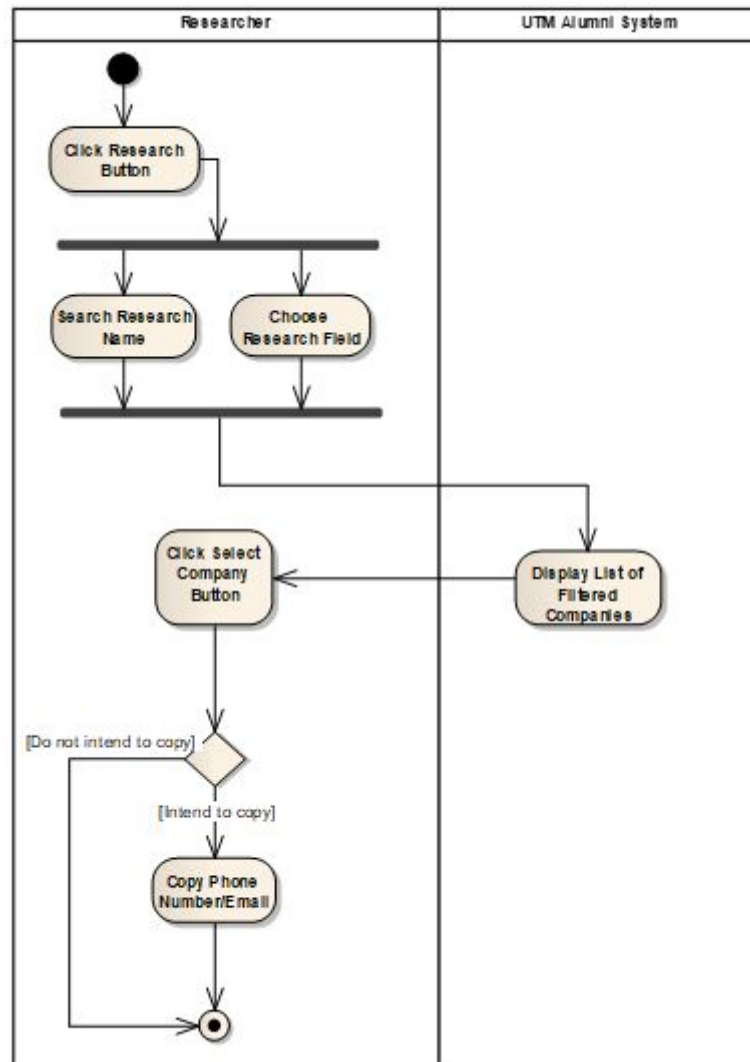 Researcher
UTM Alumni System
Click Research
Button
Search Research
Name
Choose
Research Field
Click Select
Company
Button
Display List of
Filtered
Companies
[Do not intend to copy]
[Intend to copy]
Copy Phone
Number/Email